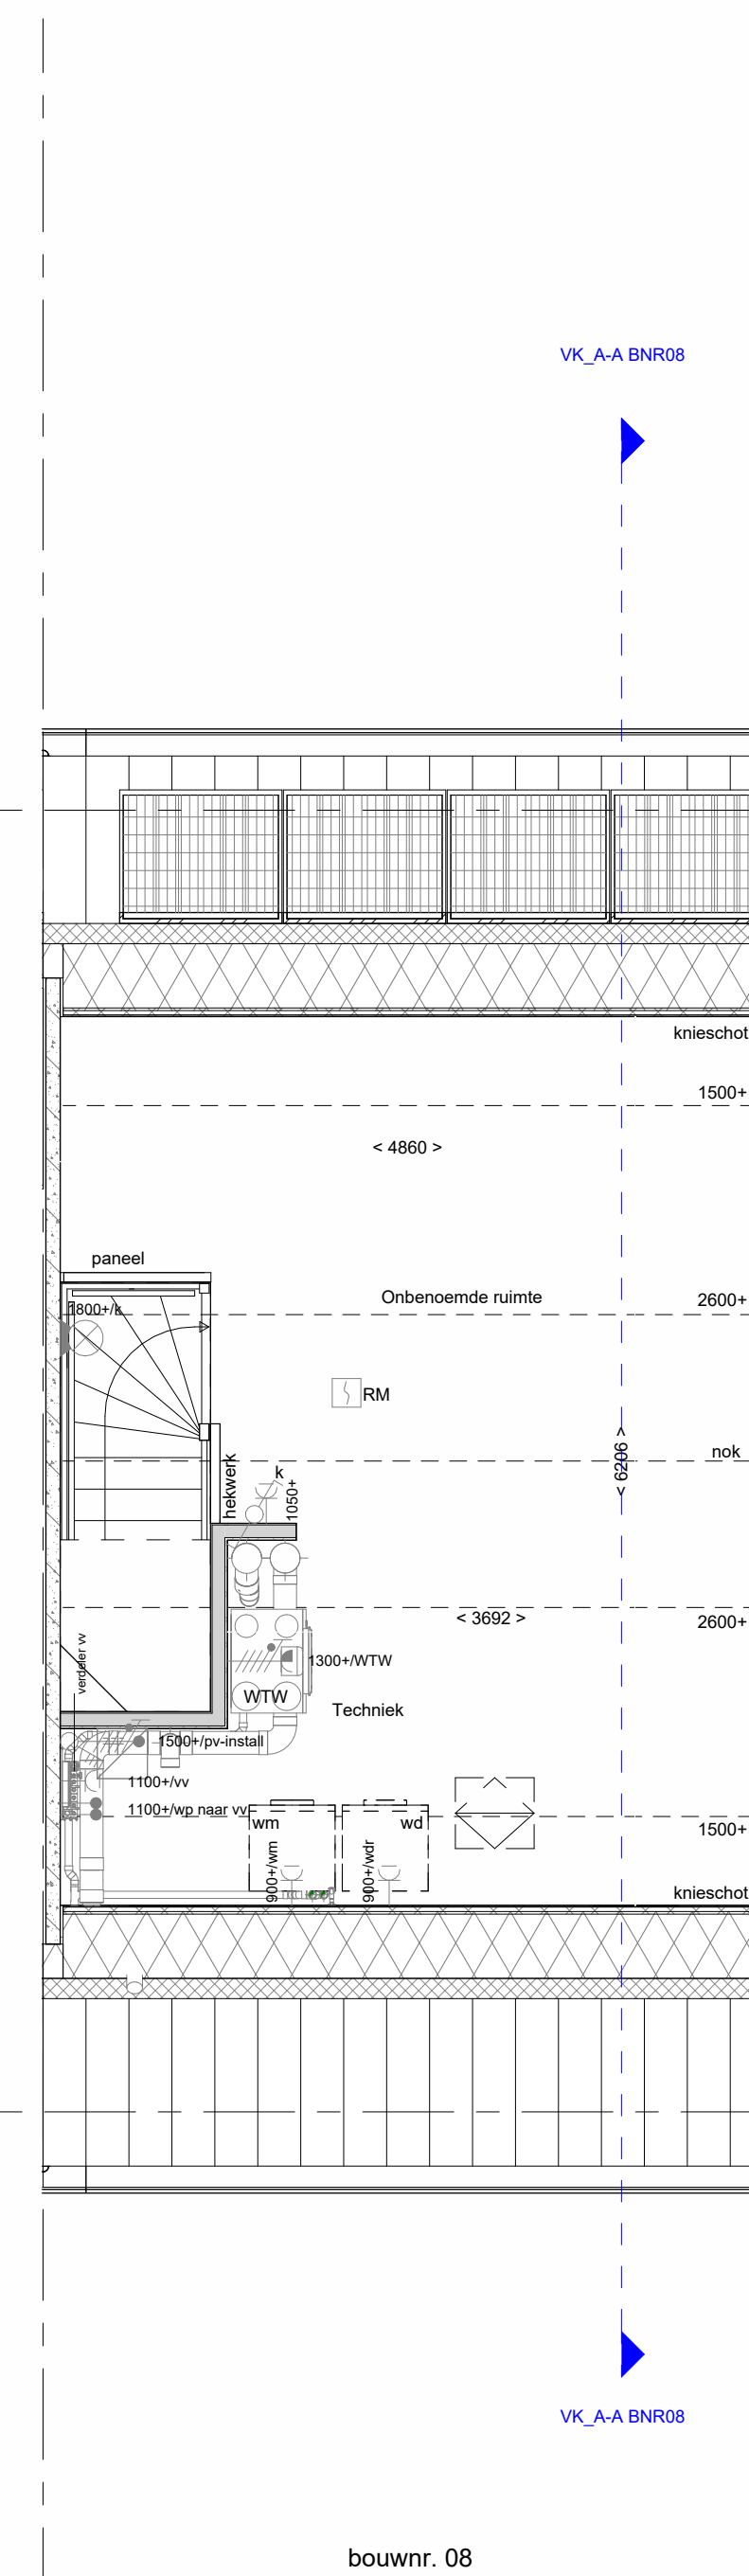 VK_A-A BNR08
knieschot
1500+
< 4860 >
paneel
Onbenoemde ruimte
2600+
1800+/k
RM
nok
< 6206 >
hekwerk
k
1050+
< 3692 >
2600+
verdeler vv
1300+/WTW
WTW
Techniek
1500+/pv-install
1100+/vv
1100+/wp naar vv
wm
wd
1500+
900+/wm
900+/wdr
knieschot
VK_A-A BNR08
bouwnr. 08